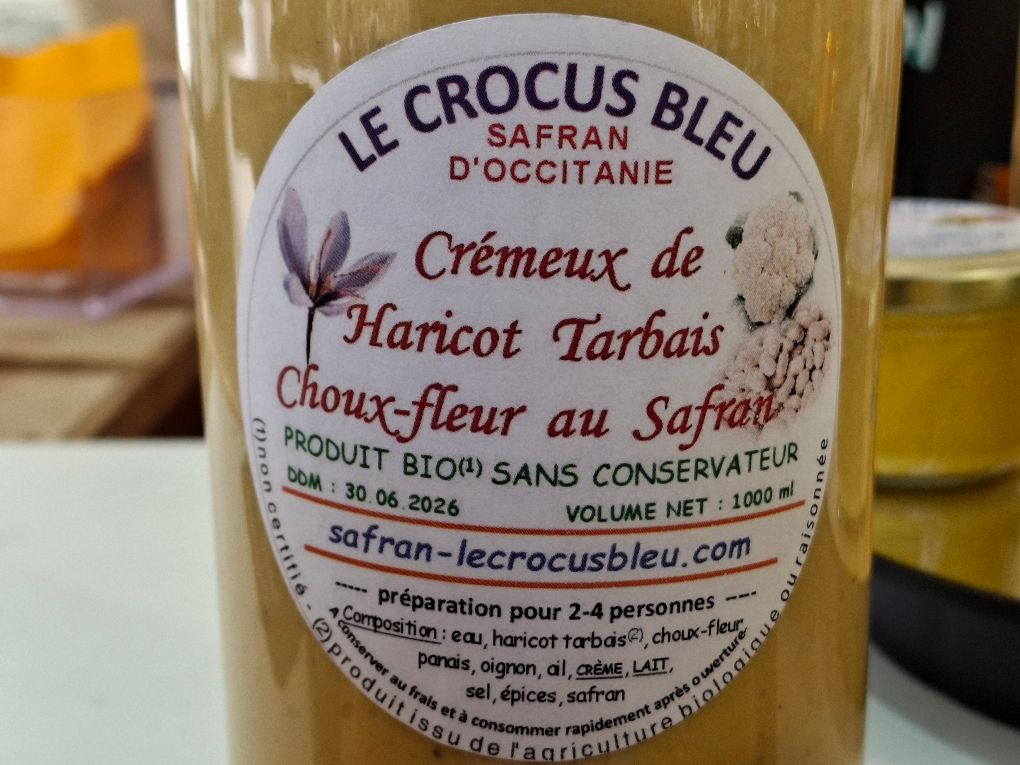 LE CROCUS BLEU
SAFRAN
D'OCCITANIE
Crémeux de
Haricot Tarbais
Choux-fleur au Safran
PRODUIT BIO(1) SANS CONSERVATEUR
DDM : 30.06.2026 VOLUME NET : 1000 ml
safran-lecrocusbleu.com
----- préparation pour 2-4 personnes ----
Composition : eau, haricot tarbais(2), choux-fleur,
panais, oignon, ail, CRÈME, LAIT,
sel, épices, safran
A conserver au frais et à consommer rapidement après ouverture
(1) non certifié - (2) produit issu de l'agriculture biologique ou raisonnée